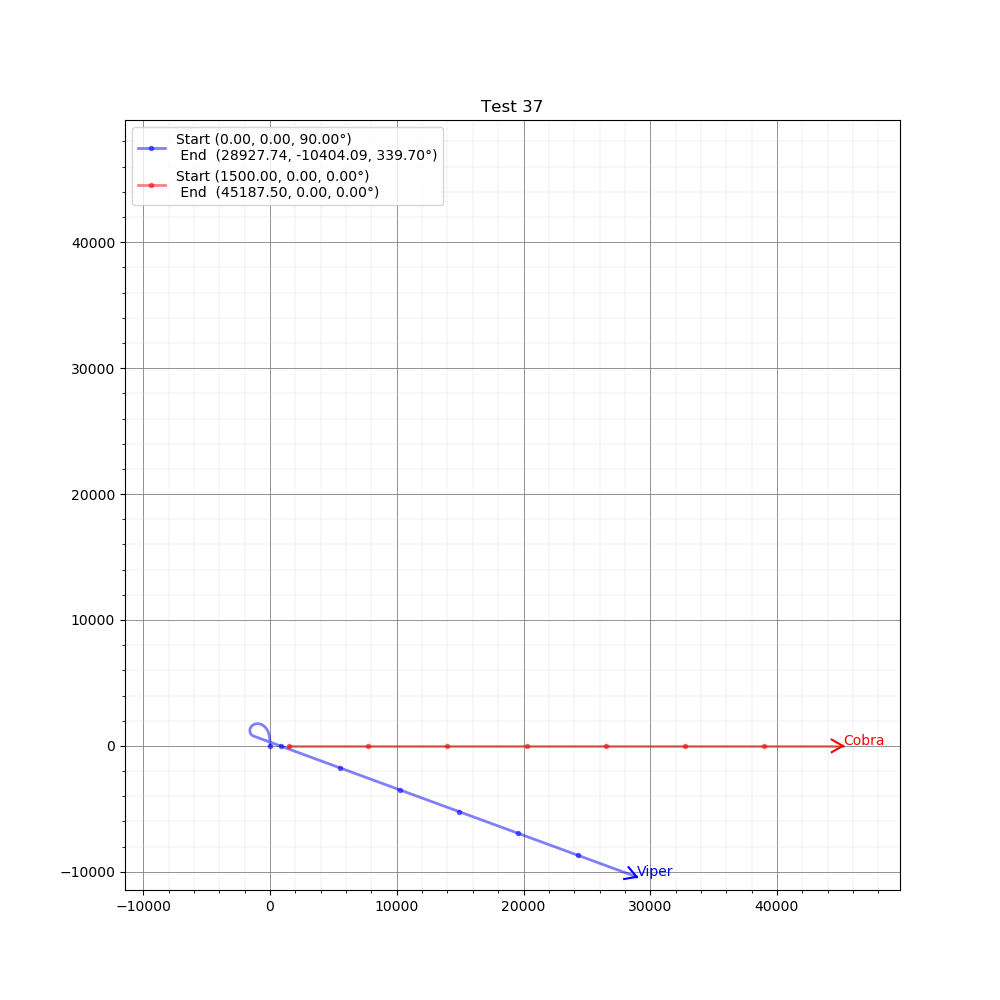 Test 37
Start (0.00, 0.00, 90.00°)
End  (28927.74, -10404.09, 339.70°)
Start (1500.00, 0.00, 0.00°)
End  (45187.50, 0.00, 0.00°)
40000
30000
20000
10000
0
−10000
Cobra
Viper
−10000
0
10000
20000
30000
40000